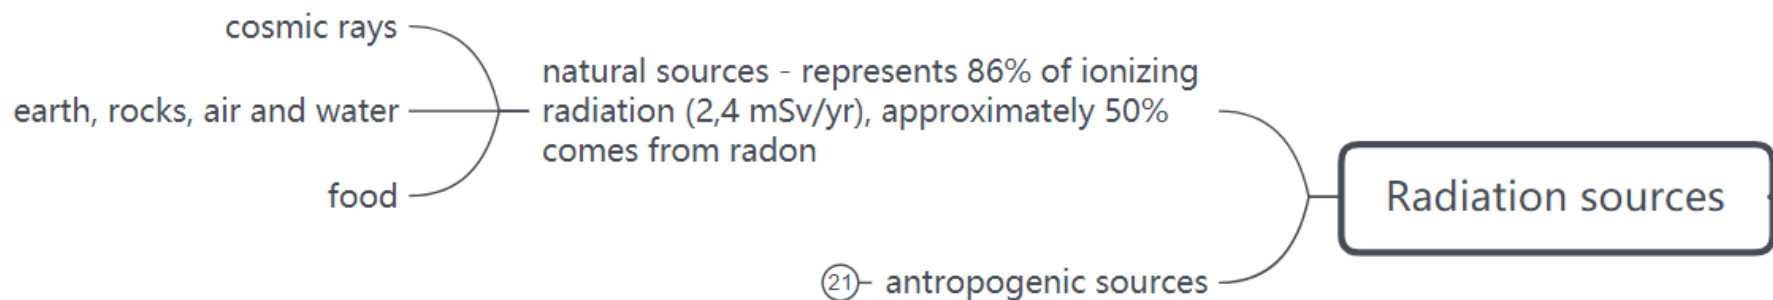 cosmic rays
natural sources - represents 86% of ionizing
earth, rocks, air and water
radiation (2,4 mSv/yr), approximately 50%
comes from radon
food
Radiation sources
21
antropogenic sources